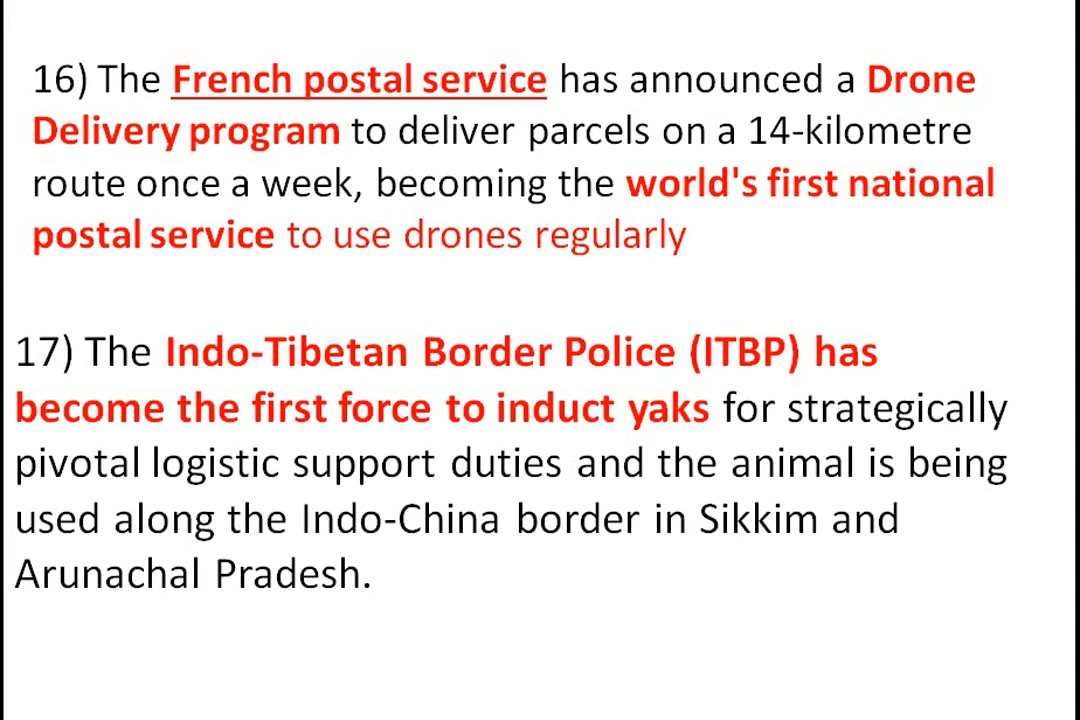 16) The French postal service has announced a Drone
Delivery program to deliver parcels on a 14-kilometre
route once a week, becoming the world's first national
postal service to use drones regularly
17) The Indo-Tibetan Border Police (ITBP) has
become the first force to induct yaks for strategically
pivotal logistic support duties and the animal is being
used along the Indo-China border in Sikkim and
Arunachal Pradesh.